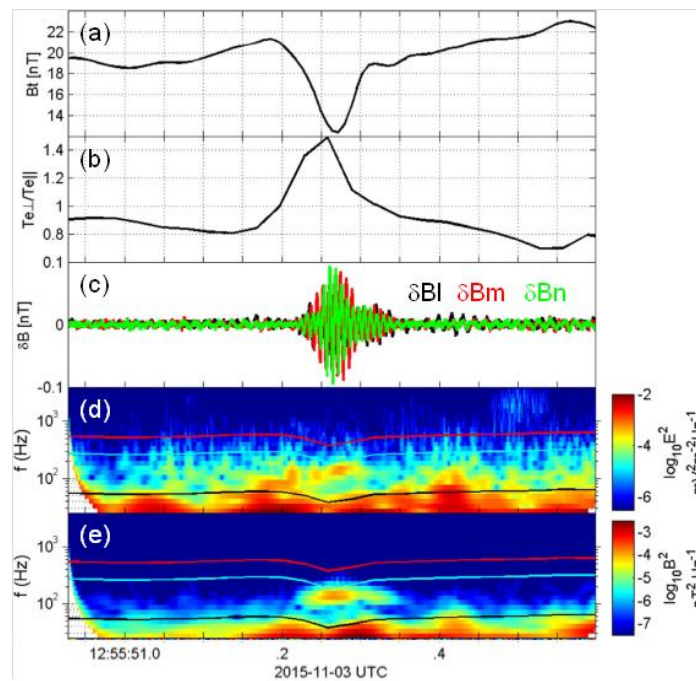 (a)
Bt [nT]
22
20
18
16
14
(b)
Te⊥/Te||
1.4
1.2
1
0.8
0.1
(c)
δBl δBm δBn
δB [nT]
0
-0.1
(d)
f (Hz)
10³
10²
-2
-4
-6
log₁₀E²
(e)
f (Hz)
10³
10²
-3
-4
-5
-6
-7
log₁₀B²
12:55:51.0 .2 .4
2015-11-03 UTC